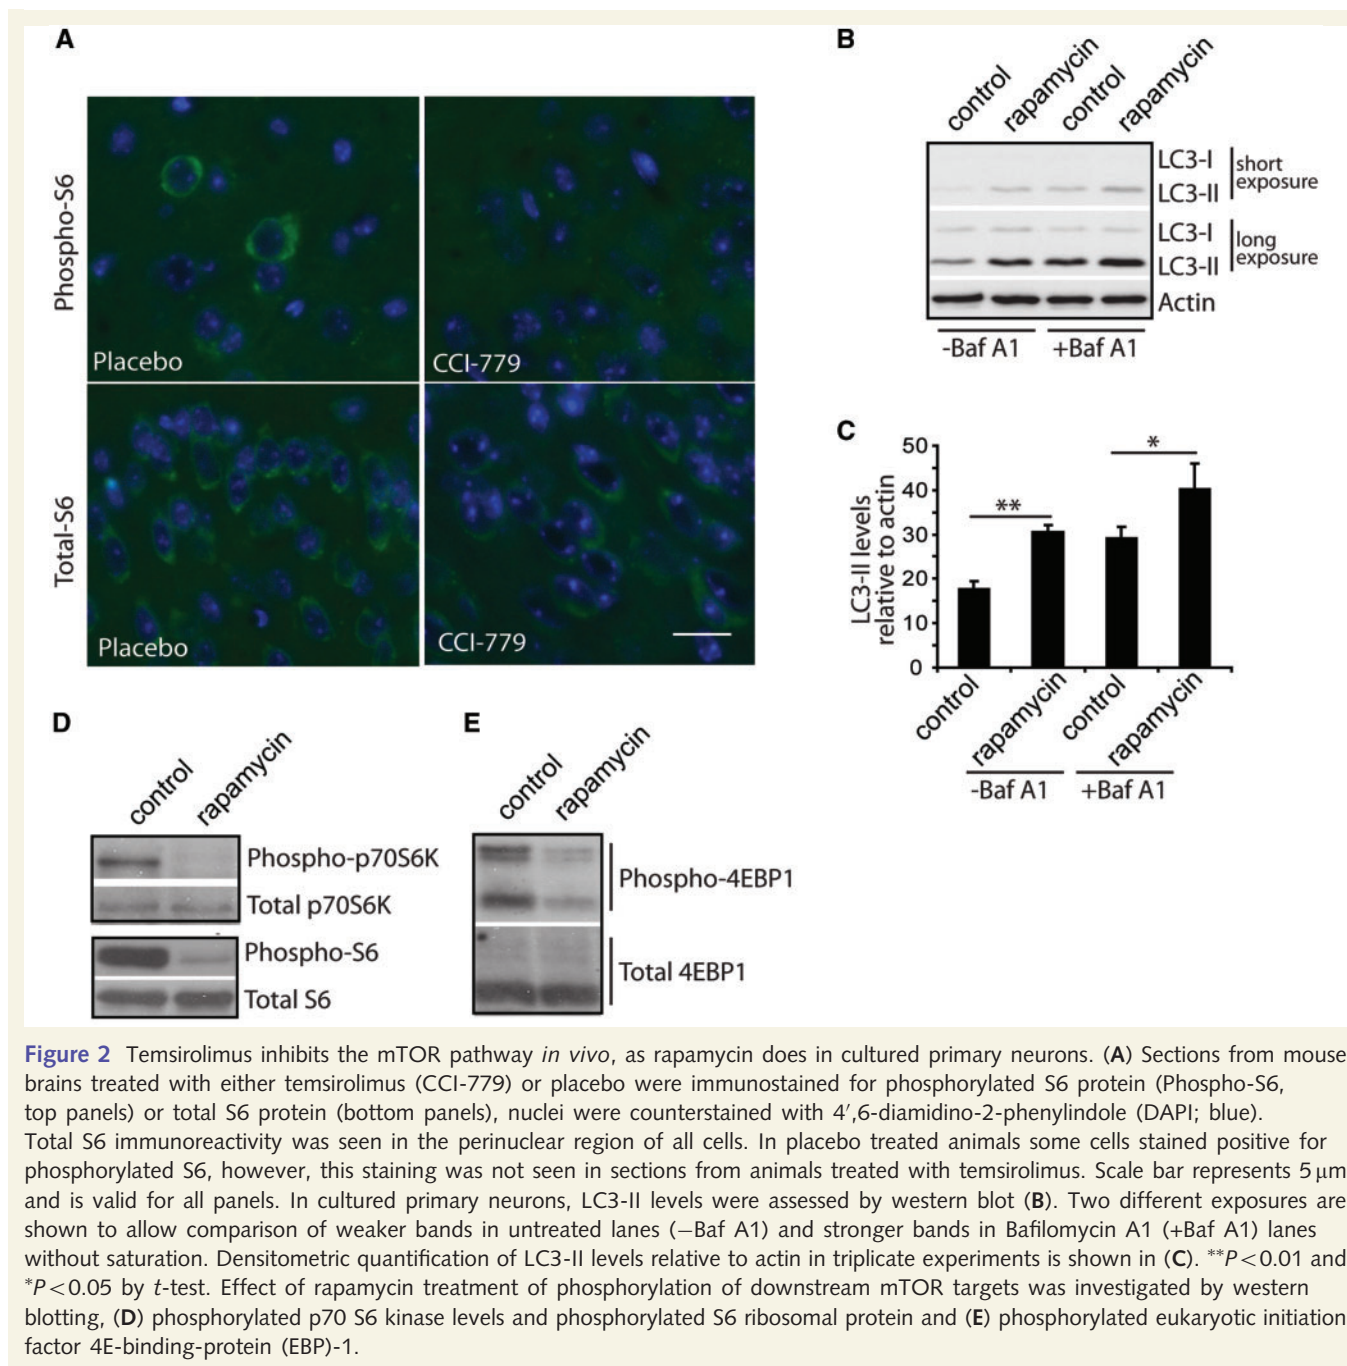 A
Phospho-S6
Placebo
CCI-779
Total-S6
Placebo
CCI-779
B
control
rapamycin
control
rapamycin
LC3-I
LC3-II
short
exposure
LC3-I
LC3-II
long
exposure
Actin
-Baf A1
+Baf A1
C
LC3-II levels
relative to actin
50
40
30
20
10
0
**
*
control
rapamycin
control
rapamycin
-Baf A1
+Baf A1
D
control
rapamycin
Phospho-p70S6K
Total p70S6K
Phospho-S6
Total S6
E
control
rapamycin
Phospho-4EBP1
Total 4EBP1
Figure 2 Temsirolimus inhibits the mTOR pathway in vivo, as rapamycin does in cultured primary neurons. (A) Sections from mouse
brains treated with either temsirolimus (CCI-779) or placebo were immunostained for phosphorylated S6 protein (Phospho-S6,
top panels) or total S6 protein (bottom panels), nuclei were counterstained with 4′,6-diamidino-2-phenylindole (DAPI; blue).
Total S6 immunoreactivity was seen in the perinuclear region of all cells. In placebo treated animals some cells stained positive for
phosphorylated S6, however, this staining was not seen in sections from animals treated with temsirolimus. Scale bar represents 5 μm
and is valid for all panels. In cultured primary neurons, LC3-II levels were assessed by western blot (B). Two different exposures are
shown to allow comparison of weaker bands in untreated lanes (−Baf A1) and stronger bands in Bafilomycin A1 (+Baf A1) lanes
without saturation. Densitometric quantification of LC3-II levels relative to actin in triplicate experiments is shown in (C). **P<0.01 and
*P<0.05 by t-test. Effect of rapamycin treatment of phosphorylation of downstream mTOR targets was investigated by western
blotting, (D) phosphorylated p70 S6 kinase levels and phosphorylated S6 ribosomal protein and (E) phosphorylated eukaryotic initiation
factor 4E-binding-protein (EBP)-1.